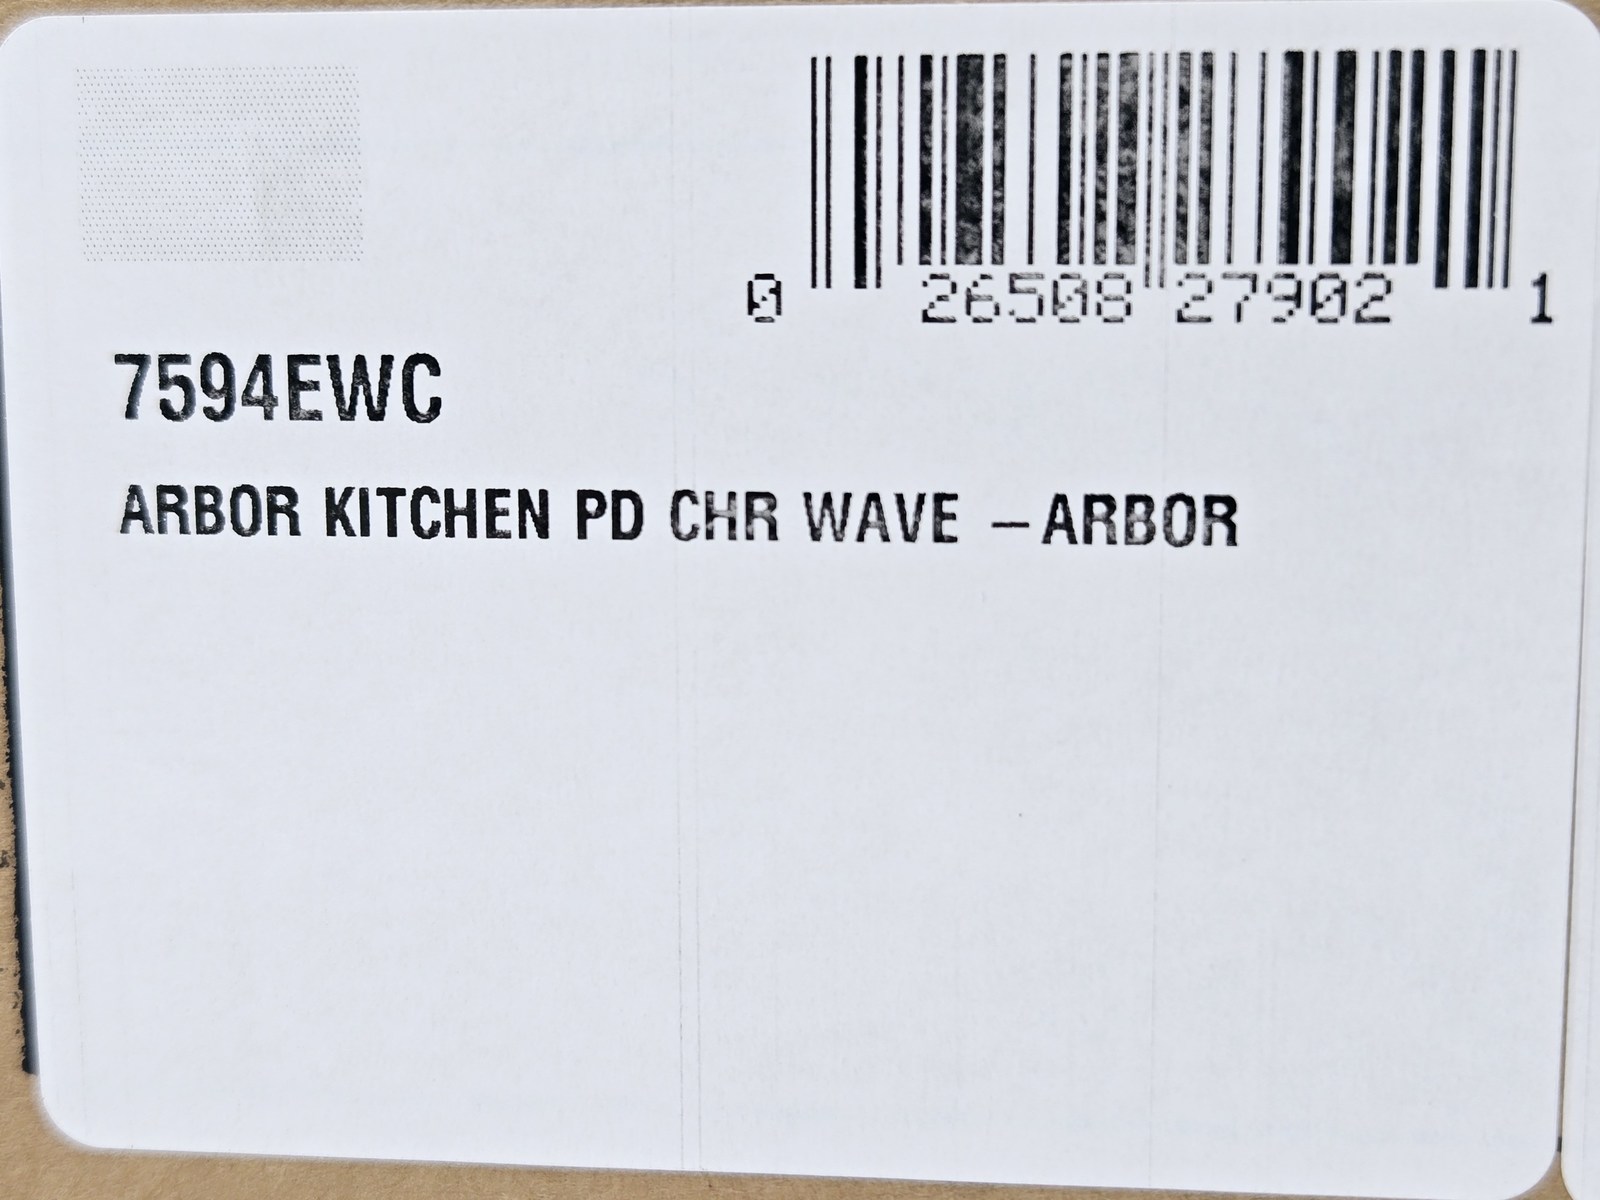 0 26508 27902 1
7594EWC
ARBOR KITCHEN PD CHR WAVE –ARBOR